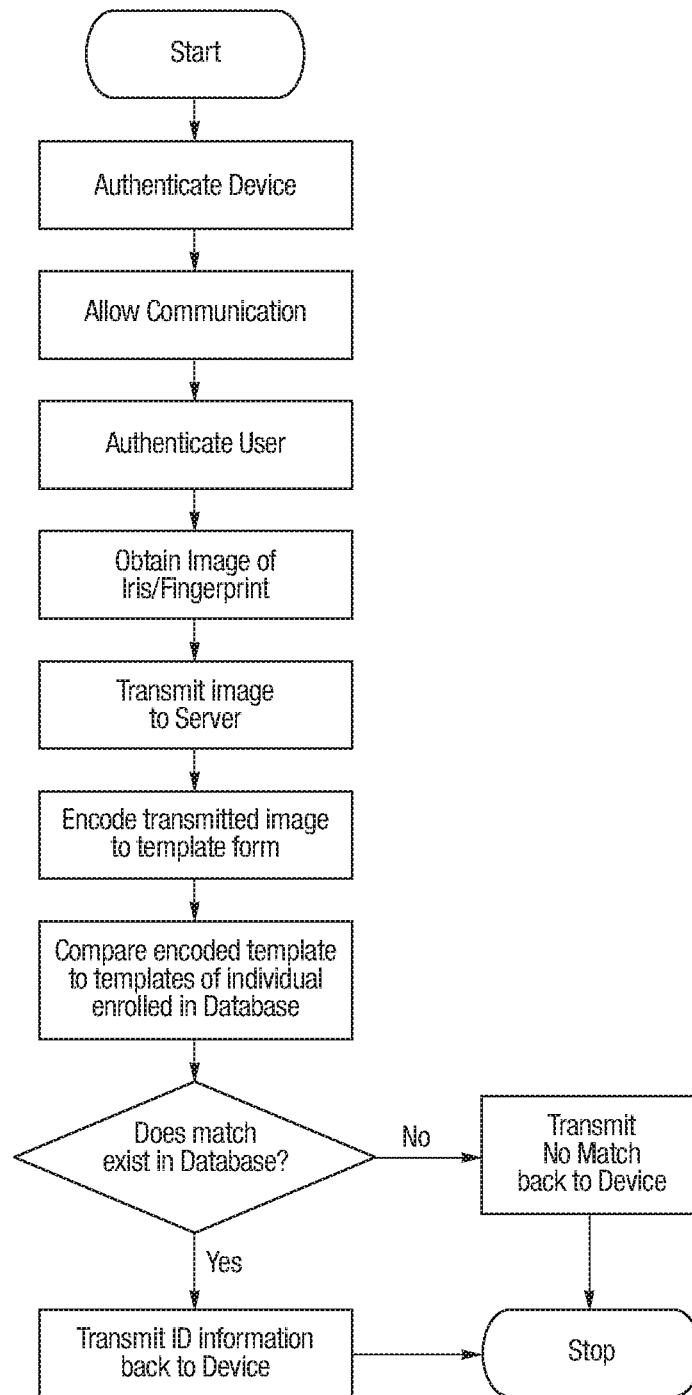 Start
Authenticate Device
Allow Communication
Authenticate User
Obtain Image of
Iris/Fingerprint
Transmit image
to Server
Encode transmitted image
to template form
Compare encoded template
to templates of individual
enrolled in Database
Does match
exist in Database?
No
Transmit
No Match
back to Device
Yes
Transmit ID information
back to Device
Stop